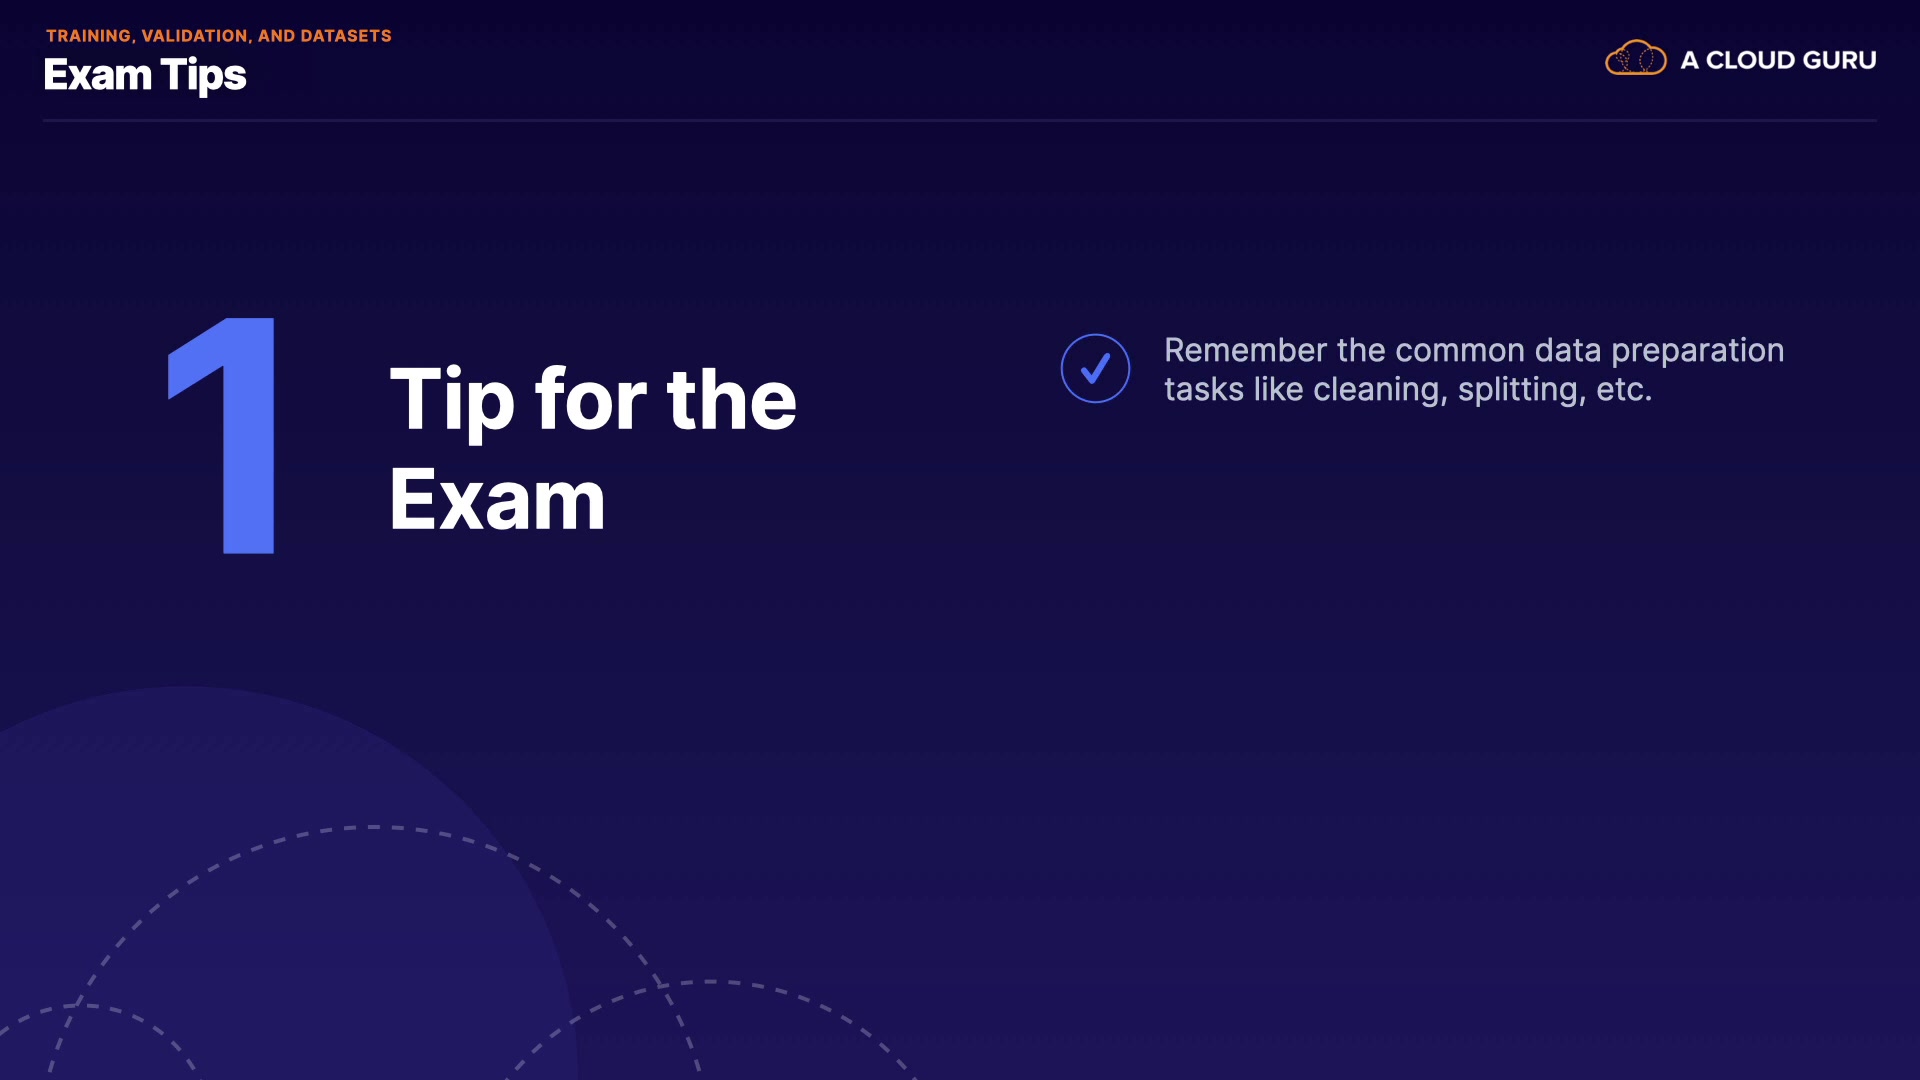 TRAINING, VALIDATION, AND DATASETS
Exam Tips
A CLOUD GURU
1
Tip for the
Exam
Remember the common data preparation
tasks like cleaning, splitting, etc.